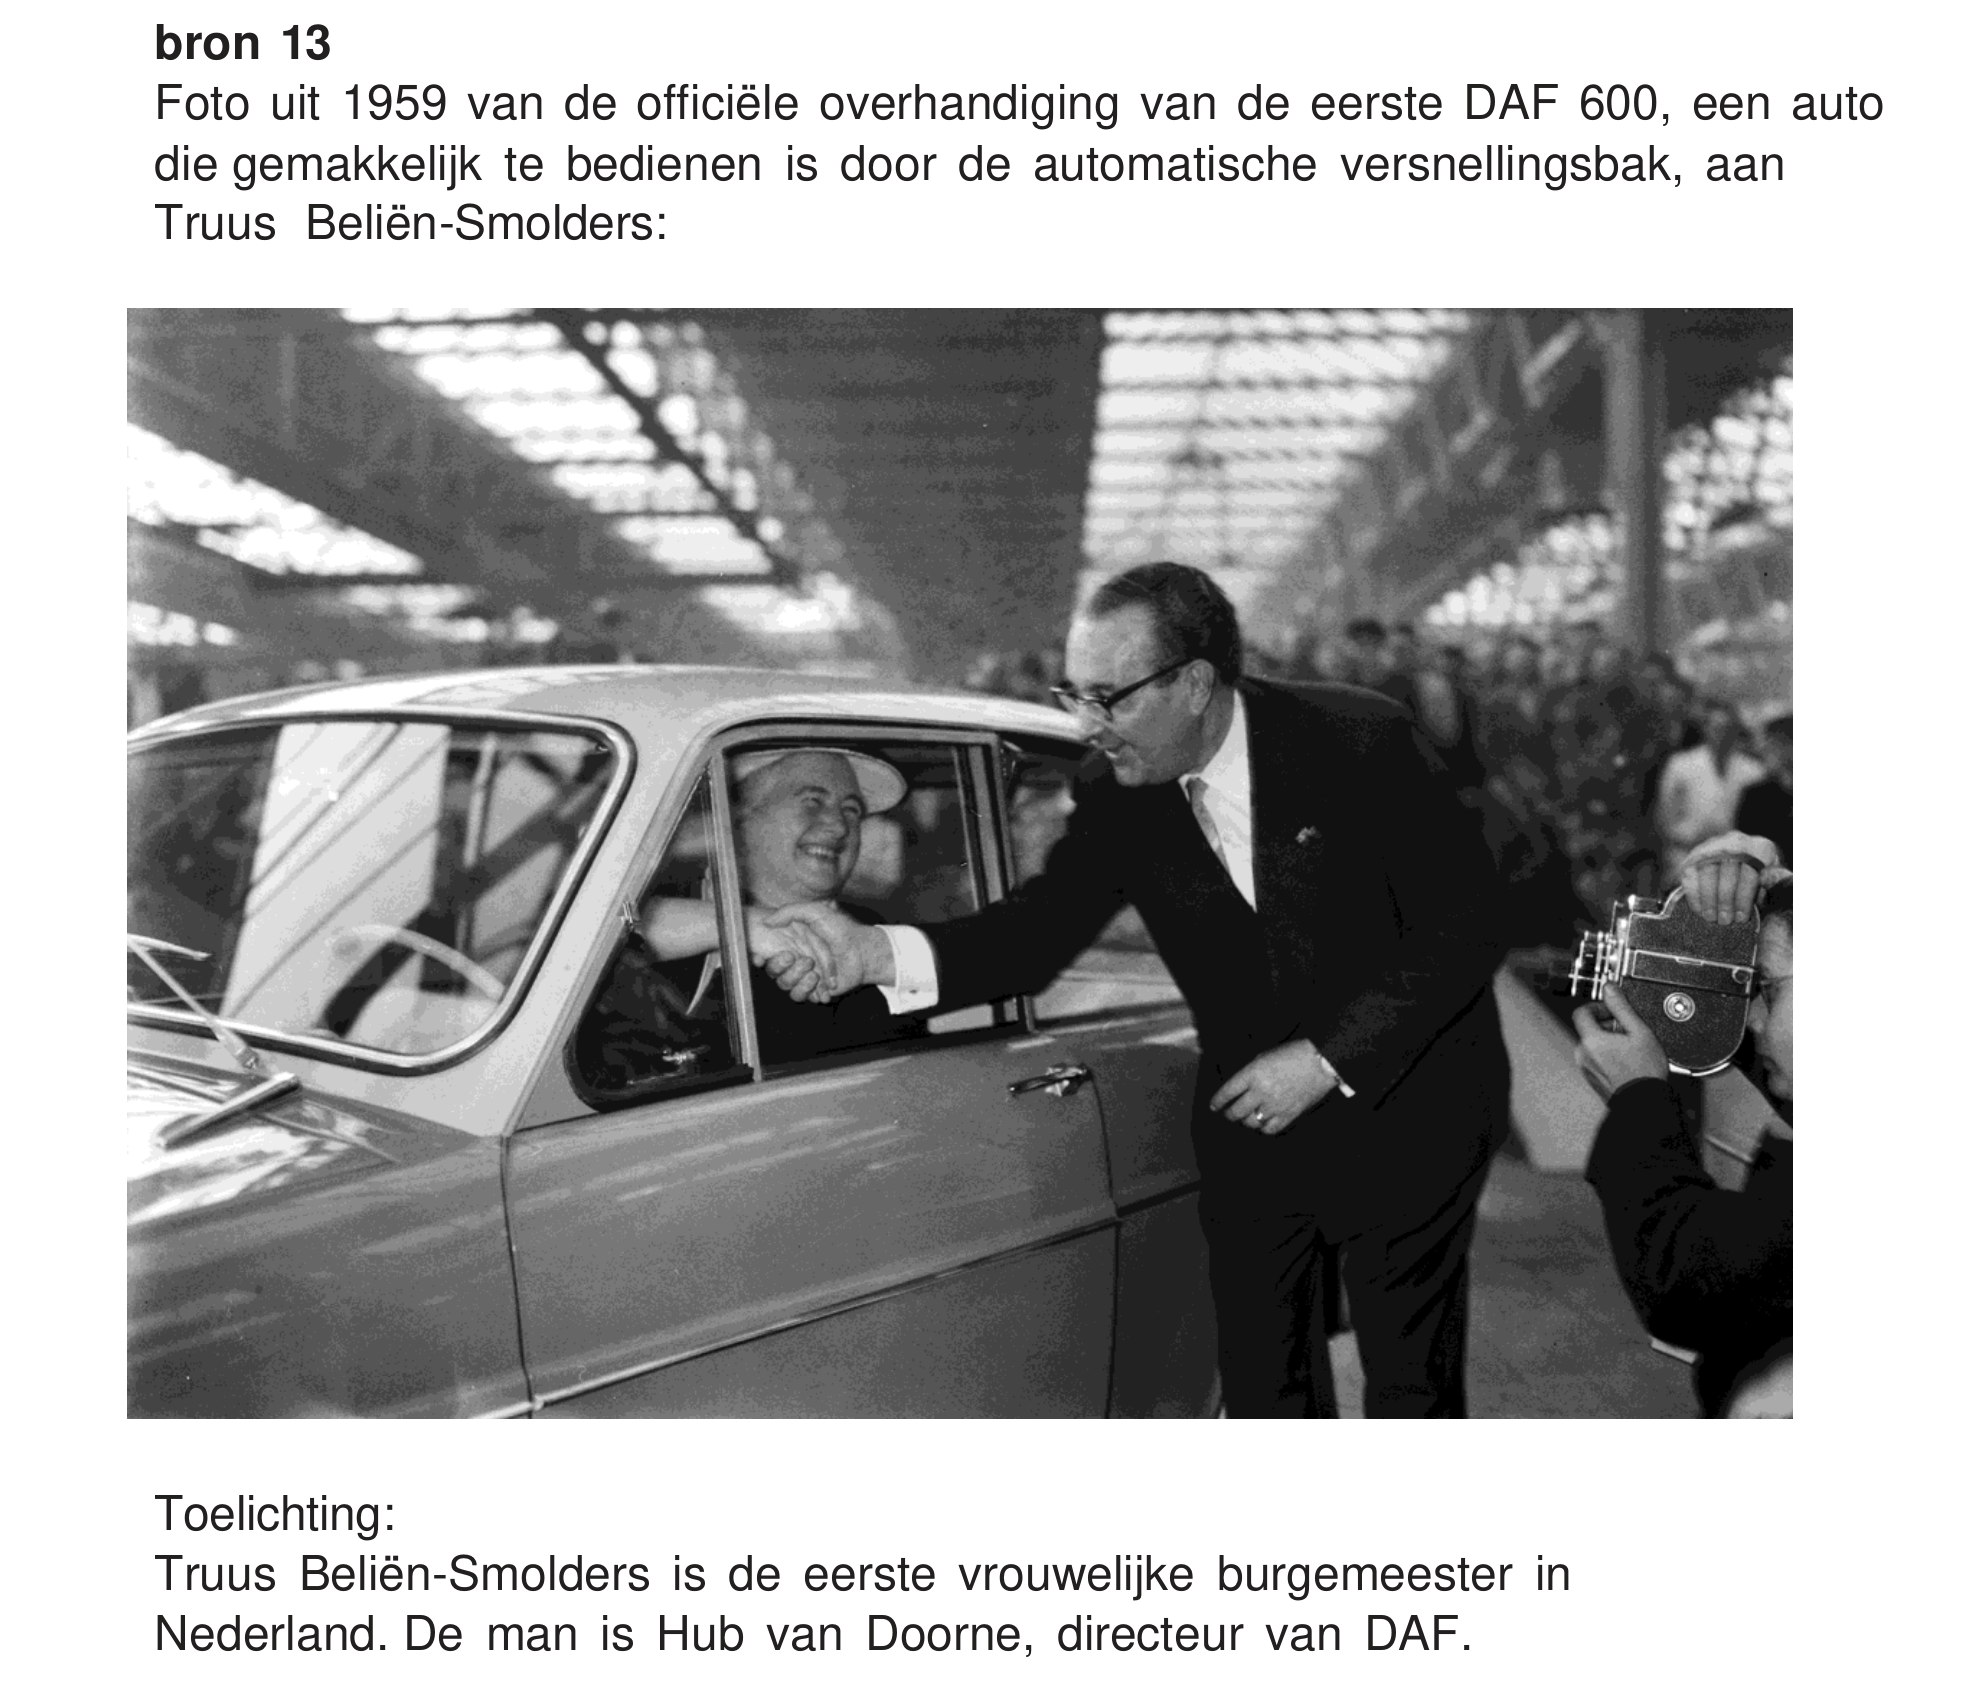 bron 13
Foto uit 1959 van de officiële overhandiging van de eerste DAF 600, een auto
die gemakkelijk te bedienen is door de automatische versnellingsbak, aan
Truus Beliën-Smolders:
Toelichting:
Truus Beliën-Smolders is de eerste vrouwelijke burgemeester in
Nederland. De man is Hub van Doorne, directeur van DAF.